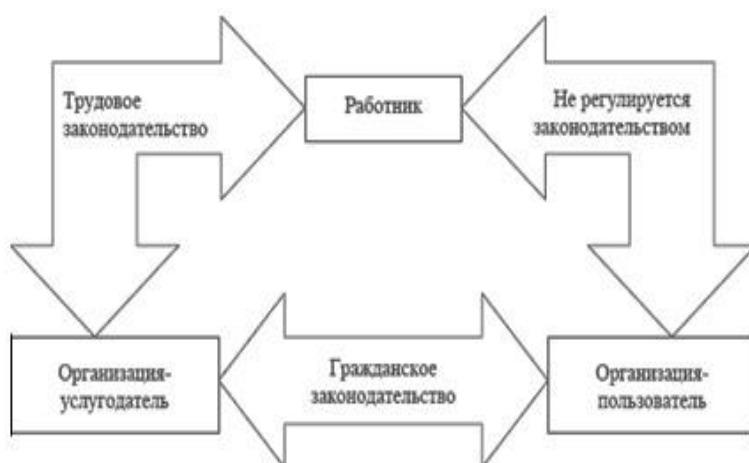 Трудовое
законодательство
Работник
Не регулируется
законодательством
Организация-
услугодатель
Гражданское
законодательство
Организация-
пользователь